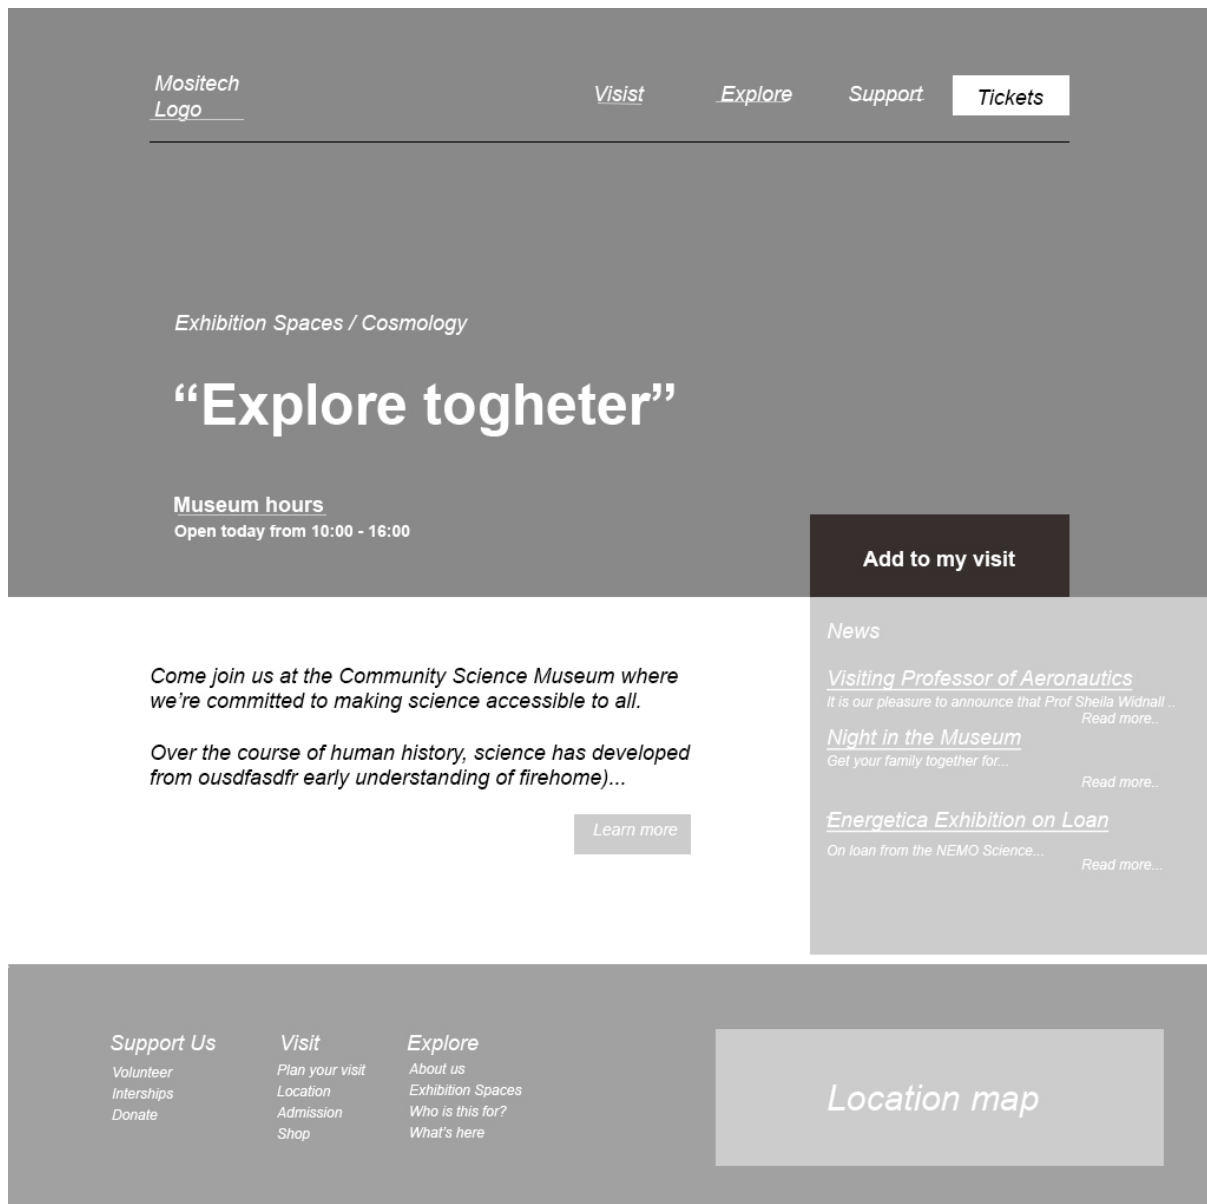 Mositech
Logo
Visist
Explore
Support
Tickets
Exhibition Spaces / Cosmology
“Explore togheter”
Museum hours
Open today from 10:00 - 16:00
Add to my visit
Come join us at the Community Science Museum where
we’re committed to making science accessible to all.
Over the course of human history, science has developed
from ousdfasdfr early understanding of firehome)...
Learn more
News
Visiting Professor of Aeronautics
It is our pleasure to announce that Prof Sheila Widnall ..
Read more..
Night in the Museum
Get your family together for...
Read more..
Energetica Exhibition on Loan
On loan from the NEMO Science...
Read more...
Support Us
Volunteer
Interships
Donate
Visit
Plan your visit
Location
Admission
Shop
Explore
About us
Exhibition Spaces
Who is this for?
What’s here
Location map